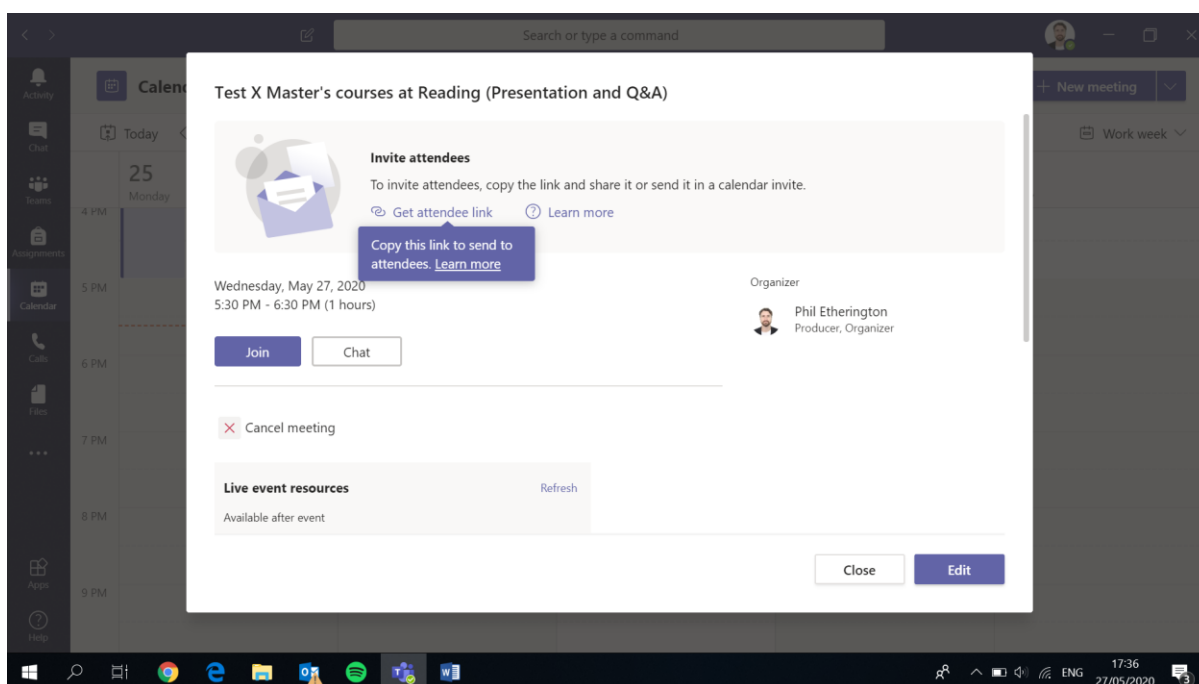 Search or type a command
Activity
Chat
Teams
Assignments
Calendar
Calls
Files
Apps
Help
Calend
New meeting
Today
Work week
25
Monday
4 PM
5 PM
6 PM
7 PM
8 PM
9 PM
Test X Master's courses at Reading (Presentation and Q&A)
Invite attendees
To invite attendees, copy the link and share it or send it in a calendar invite.
Get attendee link
Learn more
Copy this link to send to
attendees. Learn more
Wednesday, May 27, 2020
5:30 PM - 6:30 PM (1 hours)
Organizer
Phil Etherington
Producer, Organizer
Join
Chat
Cancel meeting
Live event resources
Refresh
Available after event
Close
Edit
ENG
17:36
27/05/2020
3